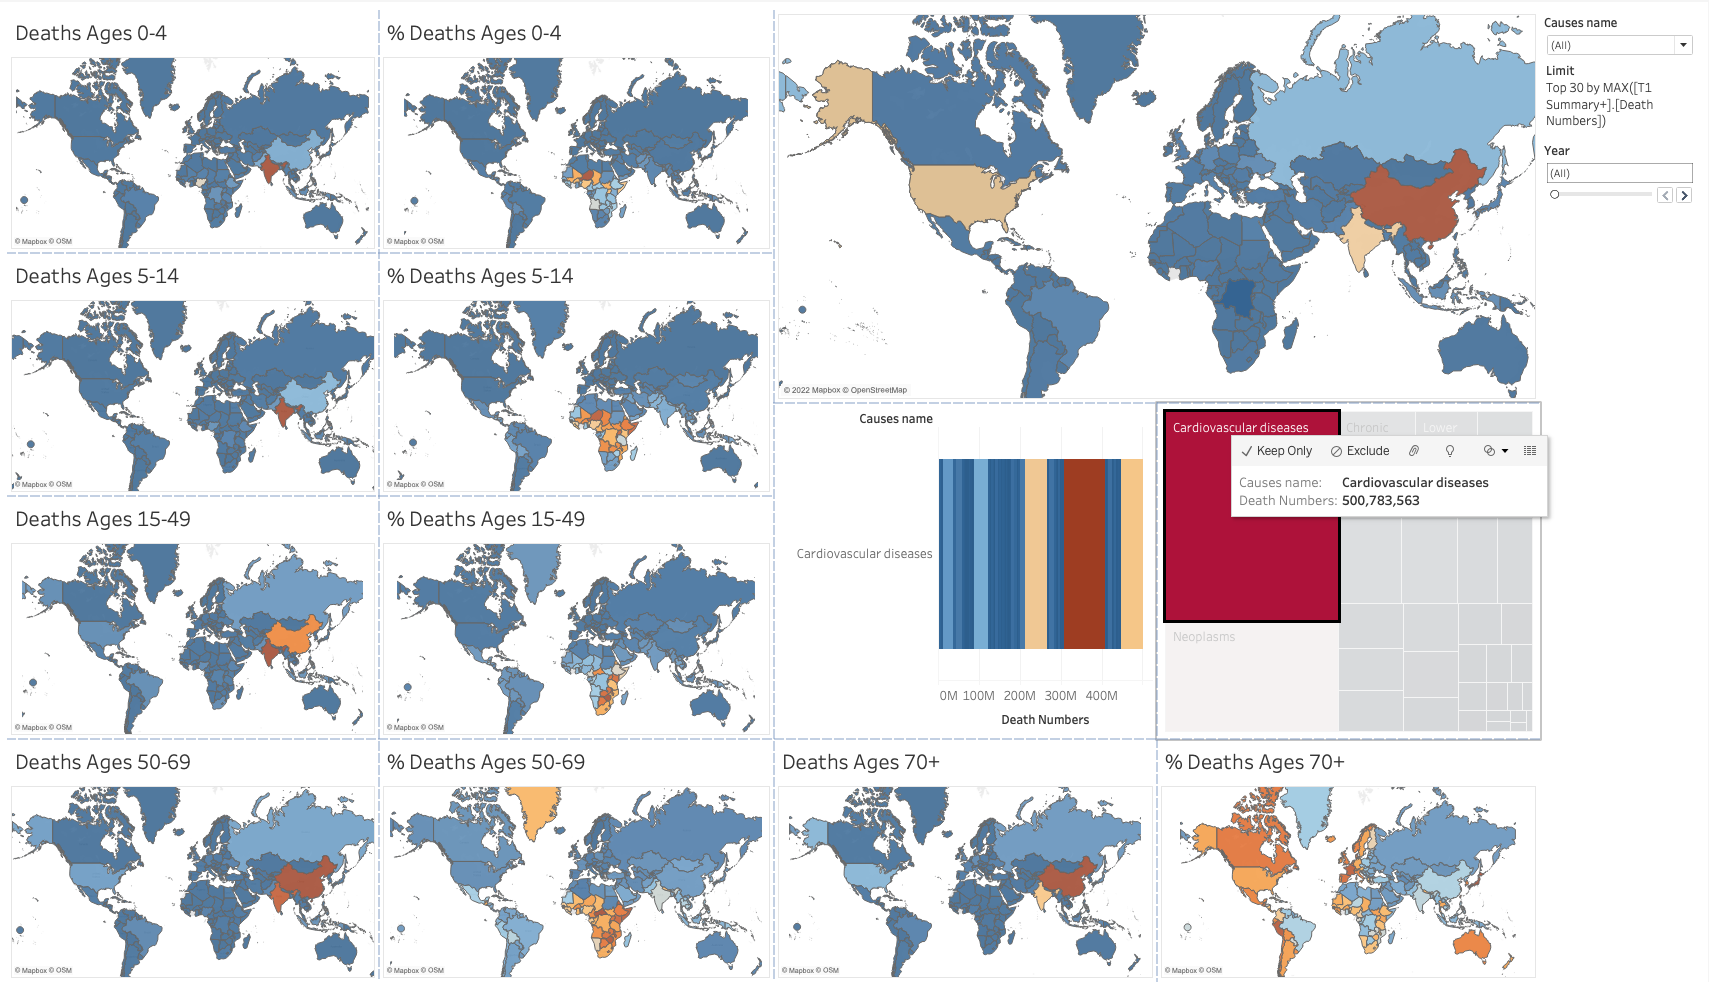 Deaths Ages 0-4
© Mapbox © OSM
% Deaths Ages 0-4
© Mapbox © OSM
© 2022 Mapbox © OpenStreetMap
Causes name
(All)
Limit
Top 30 by MAX([T1
Summary+].[Death
Numbers])
Year
(All)
Deaths Ages 5-14
© Mapbox © OSM
% Deaths Ages 5-14
© Mapbox © OSM
Causes name
Cardiovascular diseases
0M 100M 200M 300M 400M
Death Numbers
Cardiovascular diseases
Chronic
Lower
Keep Only
Exclude
Causes name: Cardiovascular diseases
Death Numbers: 500,783,563
Neoplasms
Deaths Ages 15-49
© Mapbox © OSM
% Deaths Ages 15-49
© Mapbox © OSM
Deaths Ages 50-69
© Mapbox © OSM
% Deaths Ages 50-69
© Mapbox © OSM
Deaths Ages 70+
© Mapbox © OSM
% Deaths Ages 70+
© Mapbox © OSM